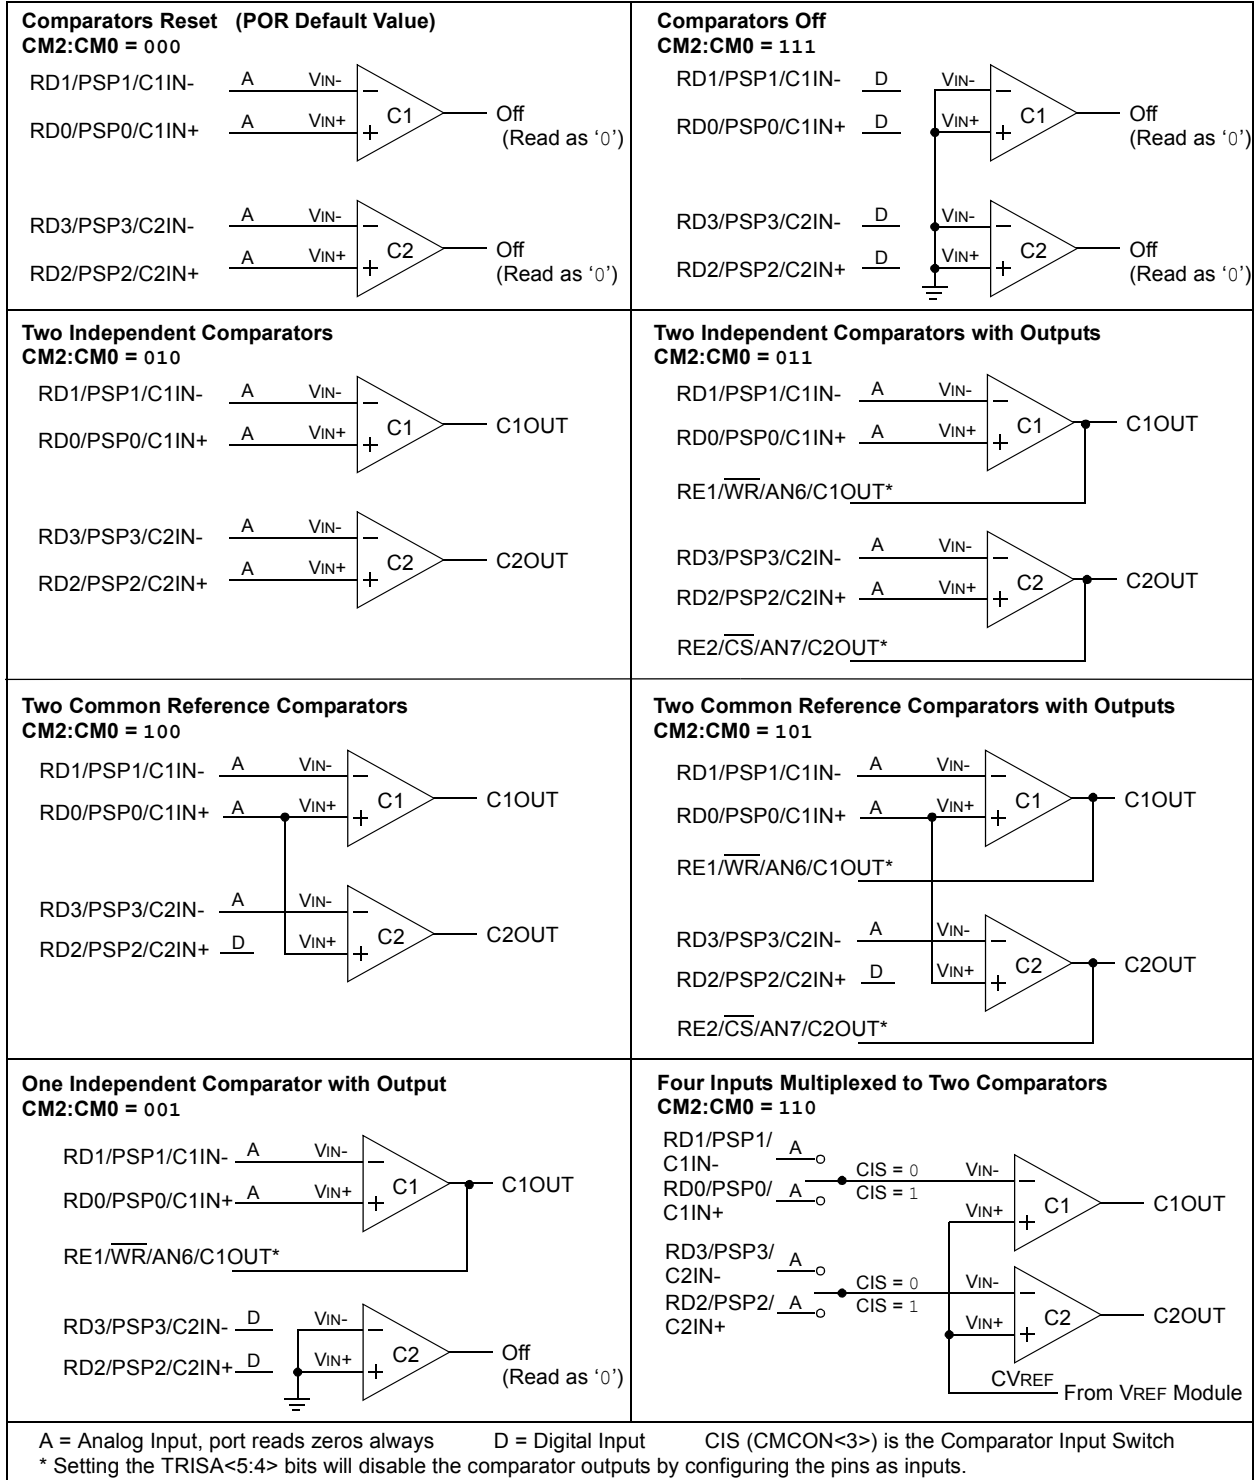 Comparators Reset (POR Default Value)
CM2:CM0 = 000
RD1/PSP1/C1IN- A VIN-
RD0/PSP0/C1IN+ A VIN+
C1
Off
(Read as ‘0’)
RD3/PSP3/C2IN- A VIN-
RD2/PSP2/C2IN+ A VIN+
C2
Off
(Read as ‘0’)
Comparators Off
CM2:CM0 = 111
RD1/PSP1/C1IN- D VIN-
RD0/PSP0/C1IN+ D VIN+
C1
Off
(Read as ‘0’)
RD3/PSP3/C2IN- D VIN-
RD2/PSP2/C2IN+ D VIN+
C2
Off
(Read as ‘0’)
Two Independent Comparators
CM2:CM0 = 010
RD1/PSP1/C1IN- A VIN-
RD0/PSP0/C1IN+ A VIN+
C1
C1OUT
RD3/PSP3/C2IN- A VIN-
RD2/PSP2/C2IN+ A VIN+
C2
C2OUT
Two Independent Comparators with Outputs
CM2:CM0 = 011
RD1/PSP1/C1IN- A VIN-
RD0/PSP0/C1IN+ A VIN+
C1
C1OUT
RE1/WR/AN6/C1OUT*
RD3/PSP3/C2IN- A VIN-
RD2/PSP2/C2IN+ A VIN+
C2
C2OUT
RE2/CS/AN7/C2OUT*
Two Common Reference Comparators
CM2:CM0 = 100
RD1/PSP1/C1IN- A VIN-
RD0/PSP0/C1IN+ A VIN+
C1
C1OUT
RD3/PSP3/C2IN- A VIN-
RD2/PSP2/C2IN+ D VIN+
C2
C2OUT
Two Common Reference Comparators with Outputs
CM2:CM0 = 101
RD1/PSP1/C1IN- A VIN-
RD0/PSP0/C1IN+ A VIN+
C1
C1OUT
RE1/WR/AN6/C1OUT*
RD3/PSP3/C2IN- A VIN-
RD2/PSP2/C2IN+ D VIN+
C2
C2OUT
RE2/CS/AN7/C2OUT*
One Independent Comparator with Output
CM2:CM0 = 001
RD1/PSP1/C1IN- A VIN-
RD0/PSP0/C1IN+ A VIN+
C1
C1OUT
RE1/WR/AN6/C1OUT*
RD3/PSP3/C2IN- D VIN-
RD2/PSP2/C2IN+ D VIN+
C2
Off
(Read as ‘0’)
Four Inputs Multiplexed to Two Comparators
CM2:CM0 = 110
RD1/PSP1/ A
C1IN-
CIS = 0 VIN-
RD0/PSP0/ A CIS = 1
C1IN+
VIN+
C1
C1OUT
RD3/PSP3/ A
C2IN-
CIS = 0 VIN-
RD2/PSP2/ A CIS = 1
C2IN+
VIN+
C2
C2OUT
CVREF
From VREF Module
A = Analog Input, port reads zeros always D = Digital Input CIS (CMCON<3>) is the Comparator Input Switch
* Setting the TRISA<5:4> bits will disable the comparator outputs by configuring the pins as inputs.